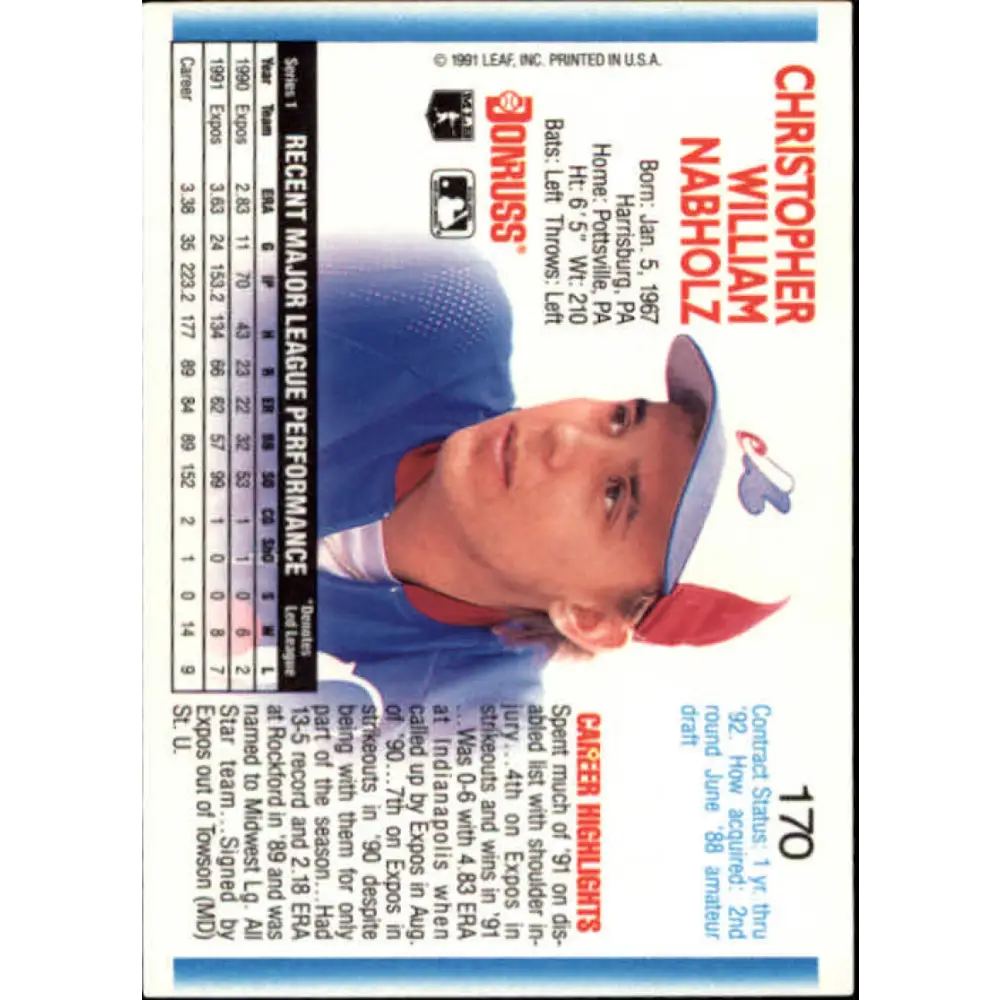 CHRISTOPHER
WILLIAM
NABHOLZ
Born: Jan. 5, 1967
Harrisburg, PA
Home: Pottsville, PA
Ht: 6'5" Wt: 210
Bats: Left Throws: Left
DONRUSS®
© 1991 LEAF, INC. PRINTED IN U.S.A.
170
Contract Status: 1 yr. thru
'92. How acquired: 2nd
round June '88 amateur
draft
CAREER HIGHLIGHTS
Spent much of '91 on dis-
abled list with shoulder in-
jury...4th on Expos in
strikeouts and wins in '91
...Was 0-6 with 4.83 ERA
at Indianapolis when
called up by Expos in Aug.
of '90...7th on Expos in
strikeouts in '90 despite
being with them for only
part of the season...Had
13-5 record and 2.18 ERA
at Rockford in '89 and was
named to Midwest Lg. All
Star team...Signed by
Expos out of Towson (MD)
St. U.
Series 1 RECENT MAJOR LEAGUE PERFORMANCE *Denotes
Led League
Year Team ERA G IP H R ER BB SO CG ShO S W L
1990 Expos 2.83 11 70 43 23 22 32 53 1 1 0 6 2
1991 Expos 3.63 24 153.2 134 66 62 57 99 1 0 0 8 7
Career 3.38 35 223.2 177 89 84 89 152 2 1 0 14 9